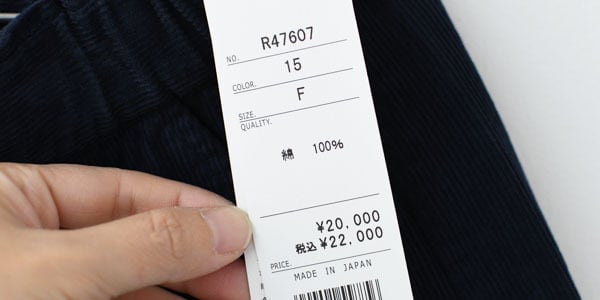 NO. R47607
COLOR. 15
SIZE. F
QUALITY.
綿 100%
¥20,000
税込 ¥22,000
PRICE.
MADE IN JAPAN